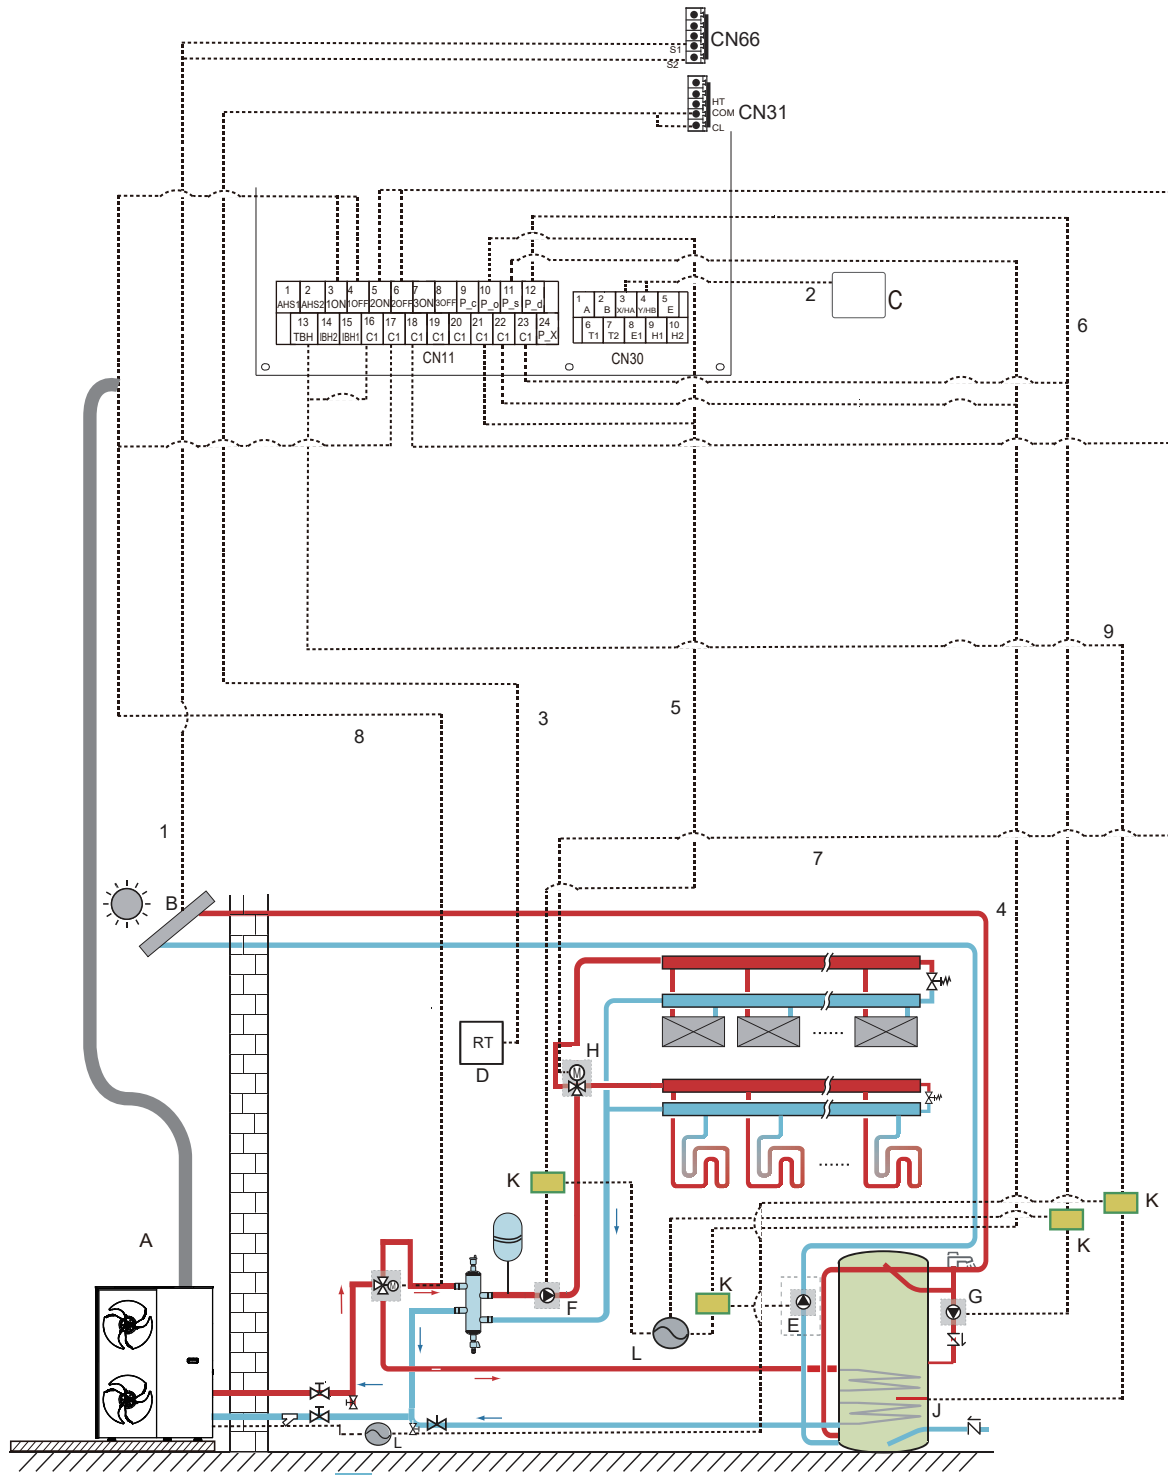 CN66
S1
S2
HT
COM
CL
CN31
1 2 3 4 5 6 7 8 9 10 11 12
AHS1 AHS2 1ON 1OFF 2ON 2OFF 3ON 3OFF P_c P_o P_s P_d
13 14 15 16 17 18 19 20 21 22 23 24
TBH IBH2 IBH1 C1 C1 C1 C1 C1 C1 C1 C1 P_X
CN11
1 2 3 4 5
A B X/HA Y/HB E
6 7 8 9 10
T1 T2 E1 H1 H2
CN30
2
C
6
9
5
3
8
1
7
B
4
RT
D
H
M
K
K
K
A
M
F
K
G
E
L
J
L